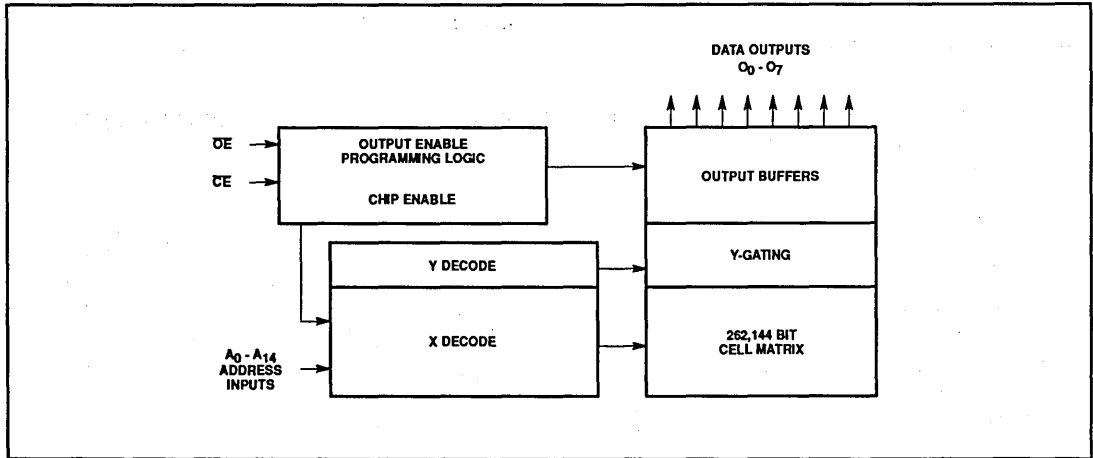 DATA OUTPUTS
O0 - O7
OE
CE
OUTPUT ENABLE
PROGRAMMING LOGIC
CHIP ENABLE
OUTPUT BUFFERS
Y DECODE
Y-GATING
X DECODE
262,144 BIT
CELL MATRIX
A0 - A14
ADDRESS
INPUTS